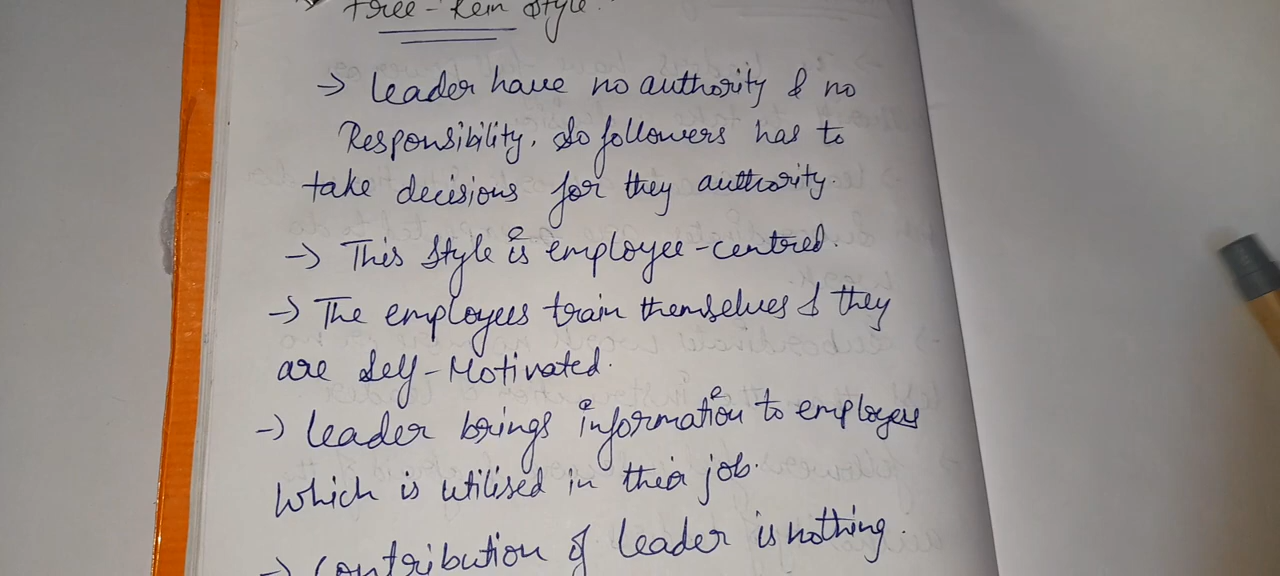 Free-Rein Style.
→ Leader have no authority & no
Responsibility. So followers has to
take decisions for they authority.
→ This Style is employee-centred.
→ The employees train themselves & they
are Self-Motivated.
→ Leader brings information to employees
Which is utilised in their job.
→ Contribution of leader is nothing.